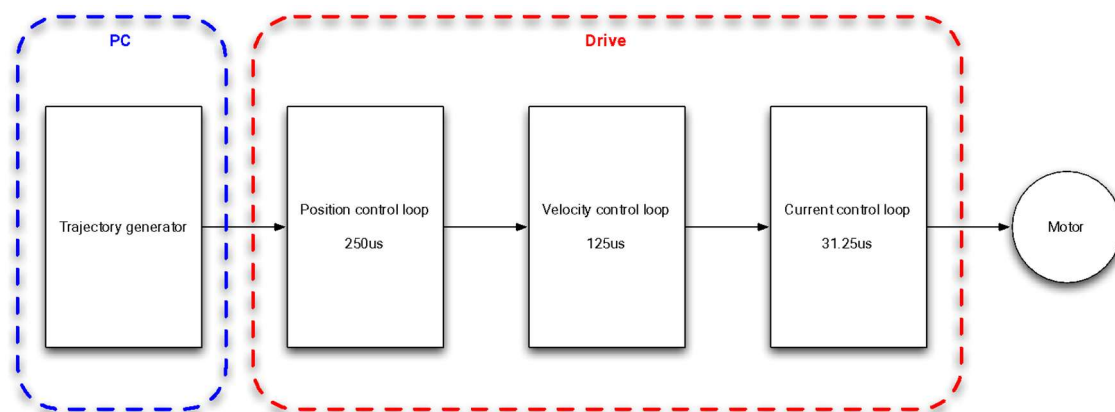 PC
Drive
Trajectory generator
Position control loop
250us
Velocity control loop
125us
Current control loop
31.25us
Motor